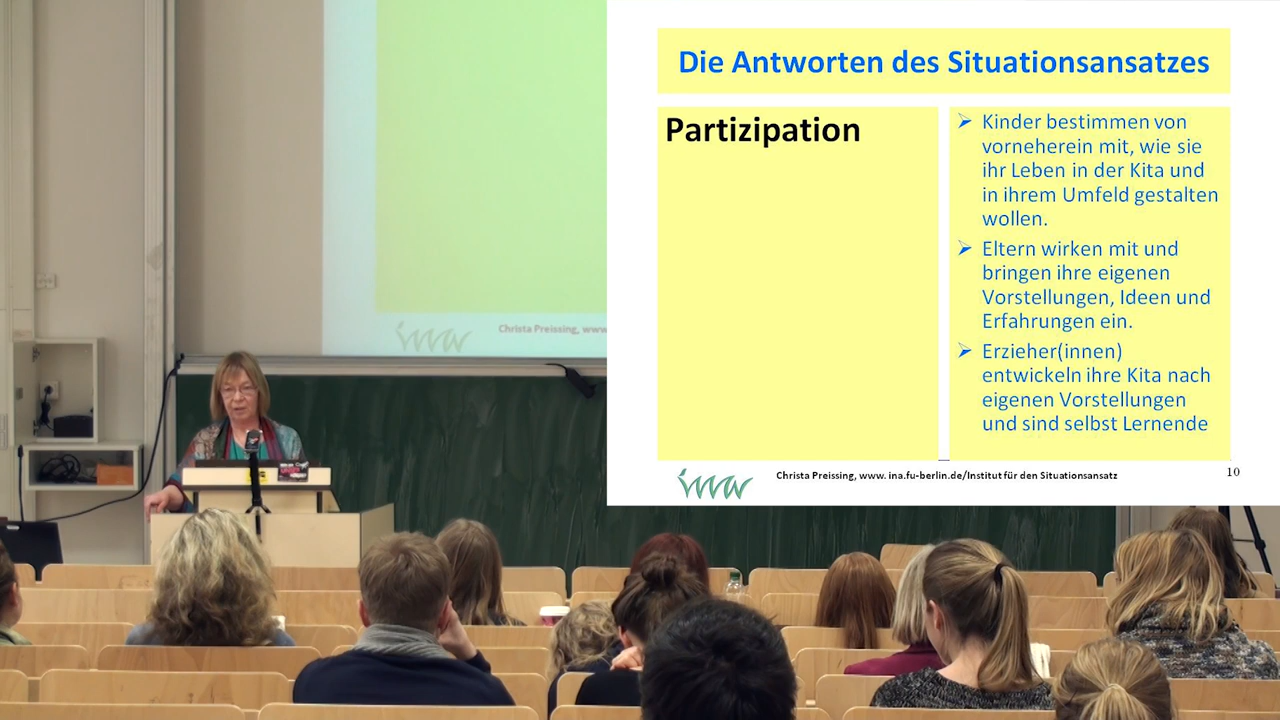 Die Antworten des Situationsansatzes
Partizipation
➢ Kinder bestimmen von
vorneherein mit, wie sie
ihr Leben in der Kita und
in ihrem Umfeld gestalten
wollen.
➢ Eltern wirken mit und
bringen ihre eigenen
Vorstellungen, Ideen und
Erfahrungen ein.
➢ Erzieher(innen)
entwickeln ihre Kita nach
eigenen Vorstellungen
und sind selbst Lernende
Christa Preissing, www. ina.fu-berlin.de/Institut für den Situationsansatz
10
Christa Preissing, www